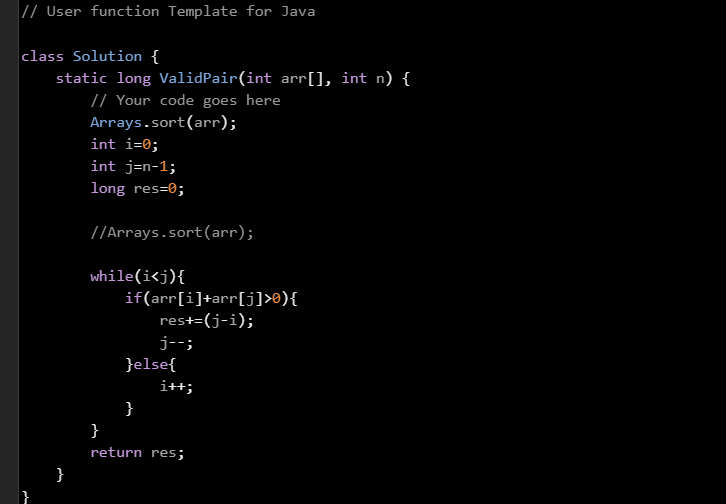 // User function Template for Java
class Solution {
static long ValidPair(int arr[], int n) {
// Your code goes here
Arrays.sort(arr);
int i=0;
int j=n-1;
long res=0;
//Arrays.sort(arr);
while(i<j){
if(arr[i]+arr[j]>0){
res+=(j-i);
j--;
}else{
i++;
}
}
return res;
}
}